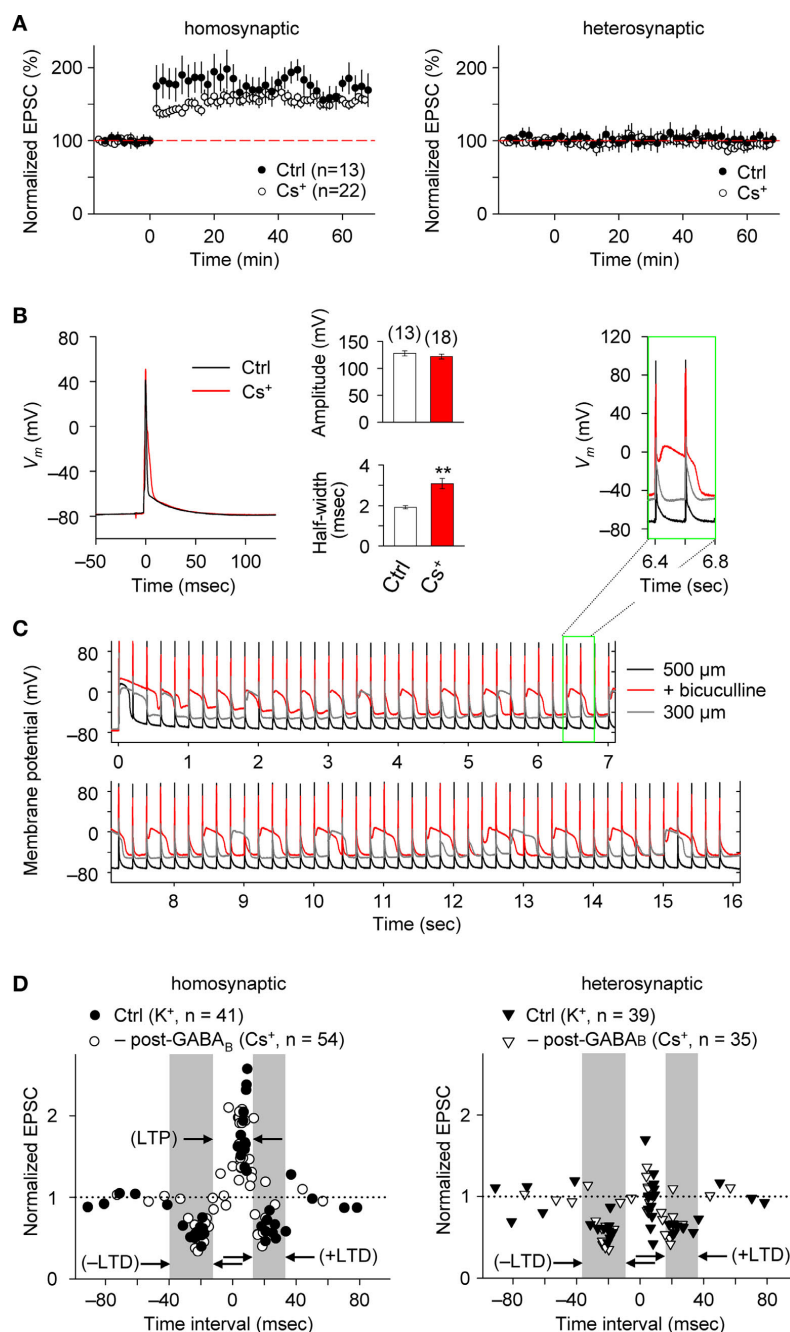 A
homosynaptic
heterosynaptic
Normalized EPSC (%)
200
100
0
Ctrl (n=13)
Cs+ (n=22)
0 20 40 60
Time (min)
Normalized EPSC (%)
200
100
0
Ctrl
Cs+
0 20 40 60
Time (min)
B
Vm (mV)
80
40
0
–40
–80
Ctrl
Cs+
–50 0 50 100
Time (msec)
Amplitude (mV)
150
100
50
0
(13) (18)
Half-width (msec)
4
2
0
**
Ctrl Cs+
Vm (mV)
120
80
40
0
–40
–80
6.4 6.8
Time (sec)
C
Membrane potential (mV)
80
0
–80
0 1 2 3 4 5 6 7
500 µm
+ bicuculline
300 µm
80
0
–80
8 9 10 11 12 13 14 15 16
Time (sec)
D
homosynaptic
heterosynaptic
Ctrl (K+, n = 41)
– post-GABAB (Cs+, n = 54)
Normalized EPSC
2
1
0
(LTP)
(–LTD)
(+LTD)
–80 –40 0 40 80
Time interval (msec)
Ctrl (K+, n = 39)
– post-GABAB (Cs+, n = 35)
Normalized EPSC
2
1
0
(–LTD)
(+LTD)
–80 –40 0 40 80
Time interval (msec)